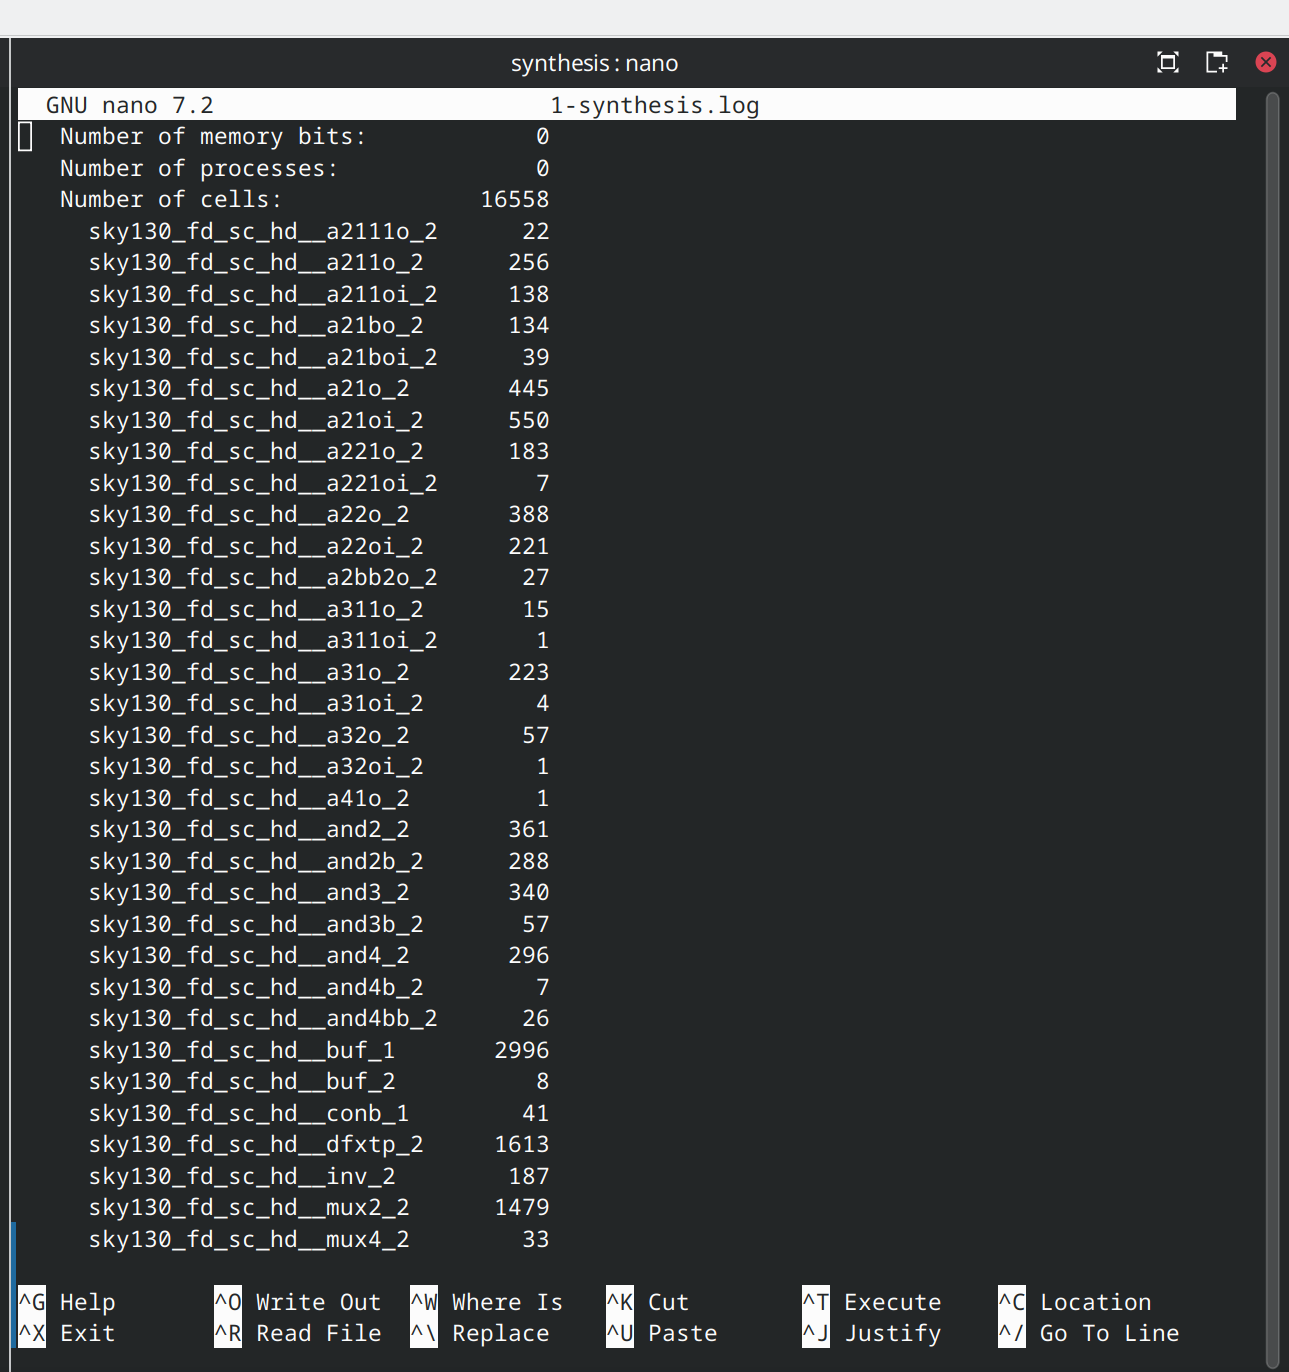 synthesis : nano
GNU nano 7.2 1-synthesis.log
Number of memory bits: 0
Number of processes: 0
Number of cells: 16558
sky130_fd_sc_hd__a2111o_2 22
sky130_fd_sc_hd__a211o_2 256
sky130_fd_sc_hd__a211oi_2 138
sky130_fd_sc_hd__a21bo_2 134
sky130_fd_sc_hd__a21boi_2 39
sky130_fd_sc_hd__a21o_2 445
sky130_fd_sc_hd__a21oi_2 550
sky130_fd_sc_hd__a221o_2 183
sky130_fd_sc_hd__a221oi_2 7
sky130_fd_sc_hd__a22o_2 388
sky130_fd_sc_hd__a22oi_2 221
sky130_fd_sc_hd__a2bb2o_2 27
sky130_fd_sc_hd__a311o_2 15
sky130_fd_sc_hd__a311oi_2 1
sky130_fd_sc_hd__a31o_2 223
sky130_fd_sc_hd__a31oi_2 4
sky130_fd_sc_hd__a32o_2 57
sky130_fd_sc_hd__a32oi_2 1
sky130_fd_sc_hd__a41o_2 1
sky130_fd_sc_hd__and2_2 361
sky130_fd_sc_hd__and2b_2 288
sky130_fd_sc_hd__and3_2 340
sky130_fd_sc_hd__and3b_2 57
sky130_fd_sc_hd__and4_2 296
sky130_fd_sc_hd__and4b_2 7
sky130_fd_sc_hd__and4bb_2 26
sky130_fd_sc_hd__buf_1 2996
sky130_fd_sc_hd__buf_2 8
sky130_fd_sc_hd__conb_1 41
sky130_fd_sc_hd__dfxtp_2 1613
sky130_fd_sc_hd__inv_2 187
sky130_fd_sc_hd__mux2_2 1479
sky130_fd_sc_hd__mux4_2 33
^G Help ^O Write Out ^W Where Is ^K Cut ^T Execute ^C Location
^X Exit ^R Read File ^\ Replace ^U Paste ^J Justify ^/ Go To Line